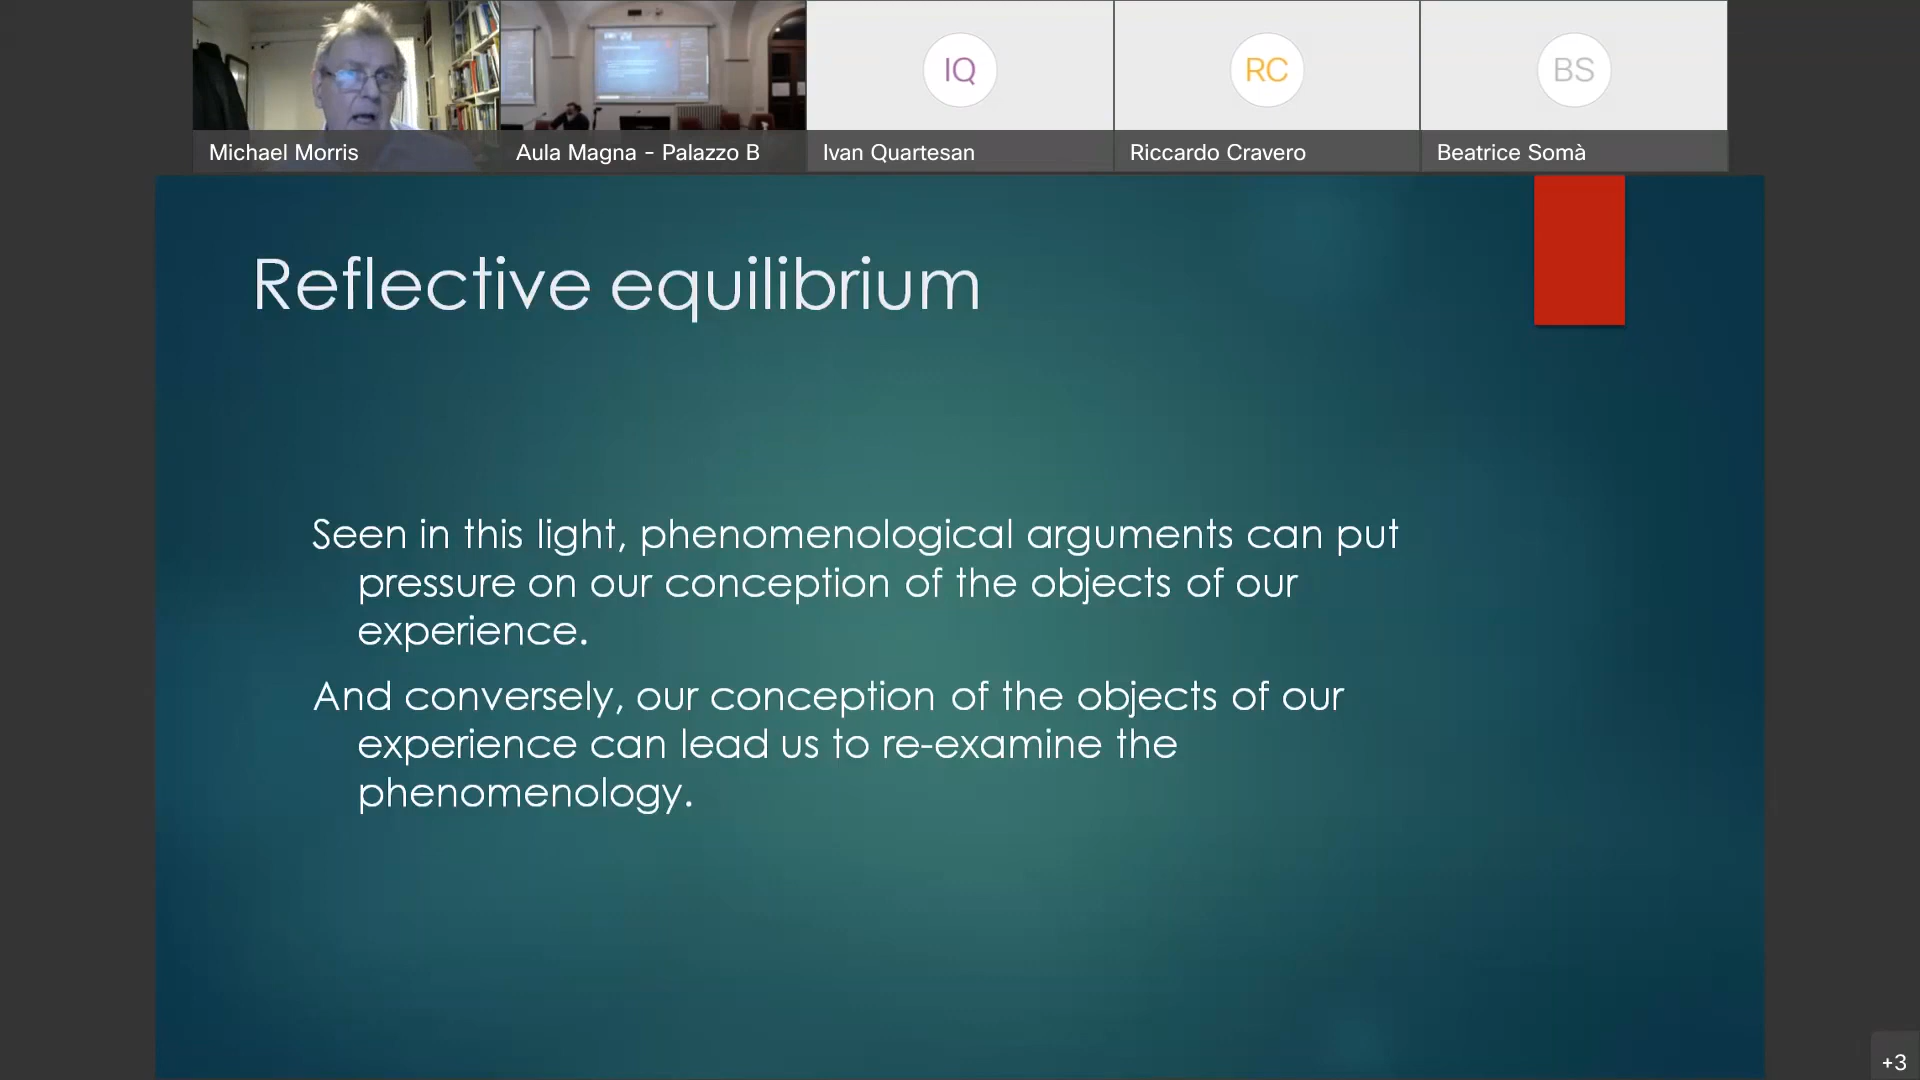 IQ
RC
BS
Michael Morris
Aula Magna - Palazzo B
Ivan Quartesan
Riccardo Cravero
Beatrice Somà
Reflective equilibrium
Seen in this light, phenomenological arguments can put
pressure on our conception of the objects of our
experience.
And conversely, our conception of the objects of our
experience can lead us to re-examine the
phenomenology.
+3